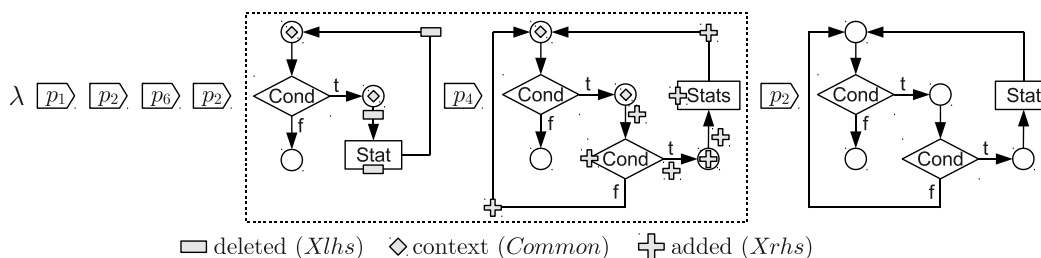 λ p1 p2 p6 p2 p4 p2
Cond t f Stat
Cond t f Stats Cond t f
Cond t f Stat Cond t f
deleted (Xlhs) context (Common) added (Xrhs)